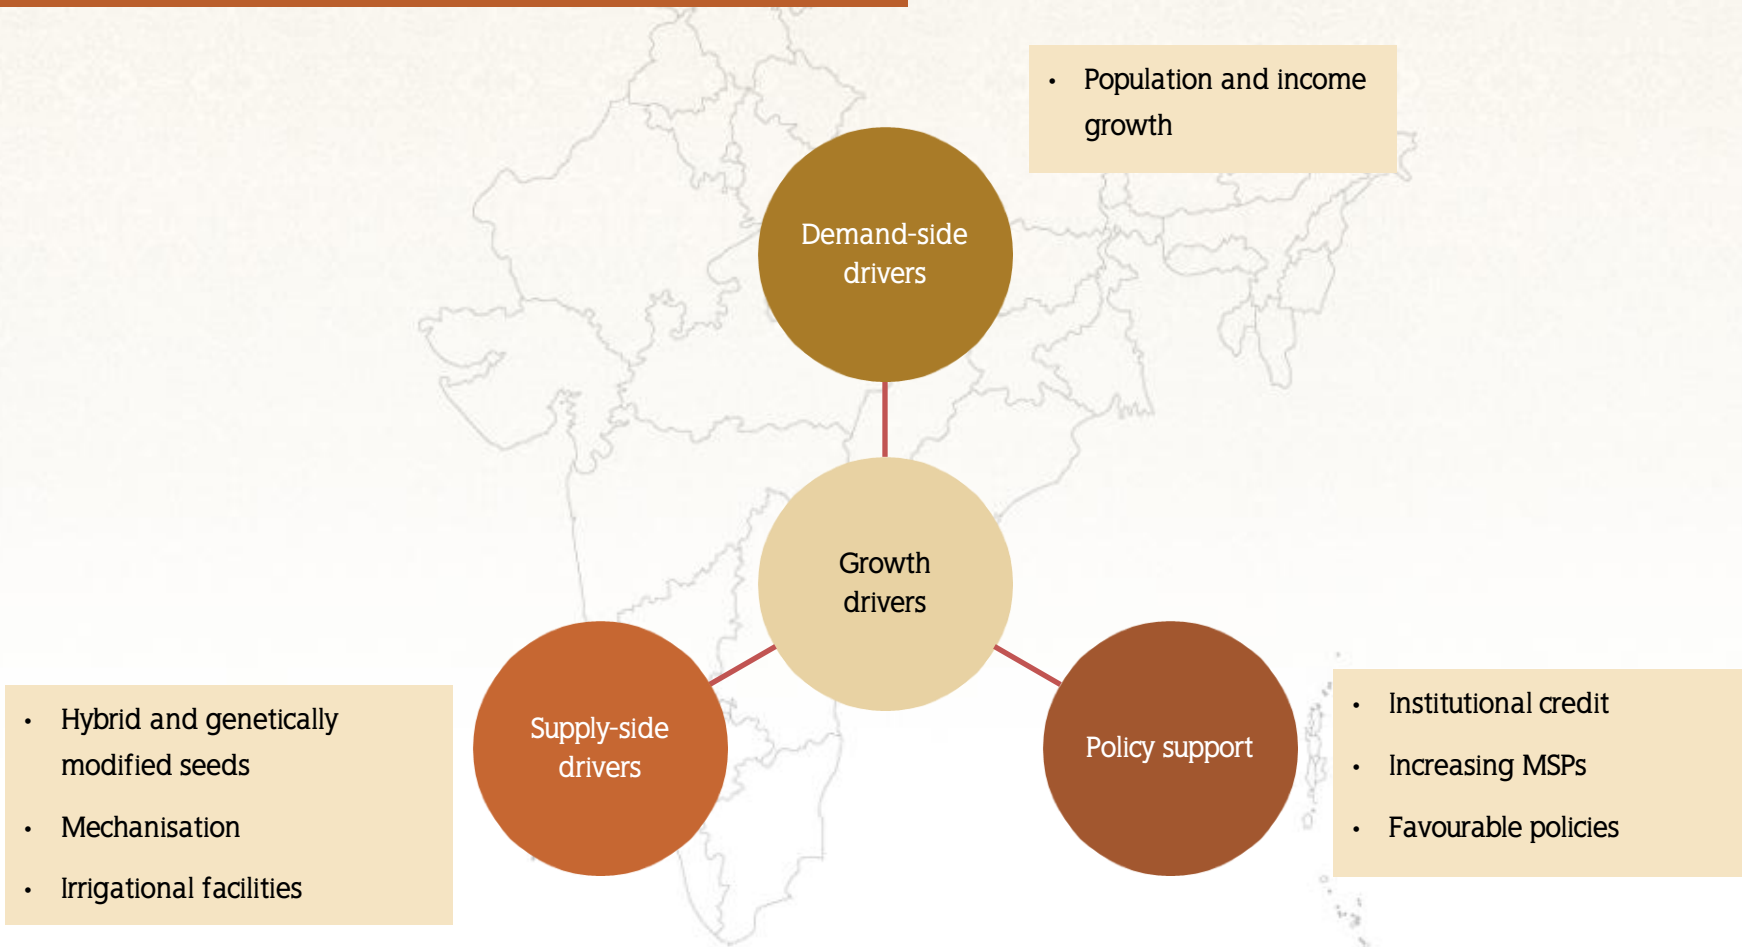 • Population and income
growth
Demand-side
drivers
Growth
drivers
Supply-side
drivers
• Hybrid and genetically
modified seeds
• Mechanisation
• Irrigational facilities
Policy support
• Institutional credit
• Increasing MSPs
• Favourable policies